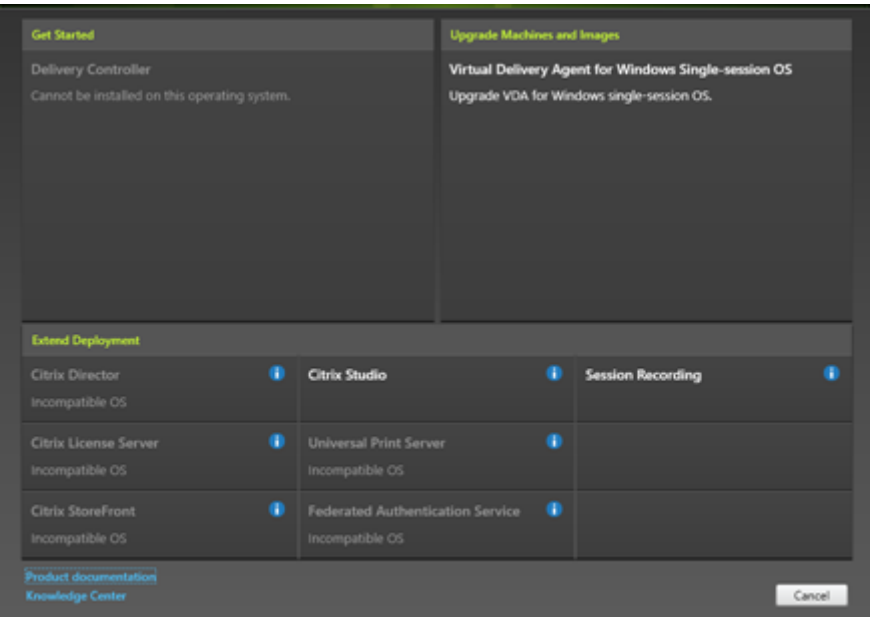 Get Started
Delivery Controller
Cannot be installed on this operating system.
Upgrade Machines and Images
Virtual Delivery Agent for Windows Single-session OS
Upgrade VDA for Windows single-session OS.
Extend Deployment
Citrix Director
Incompatible OS
Citrix Studio
Session Recording
Citrix License Server
Incompatible OS
Universal Print Server
Incompatible OS
Citrix StoreFront
Incompatible OS
Federated Authentication Service
Incompatible OS
Product documentation
Knowledge Center
Cancel